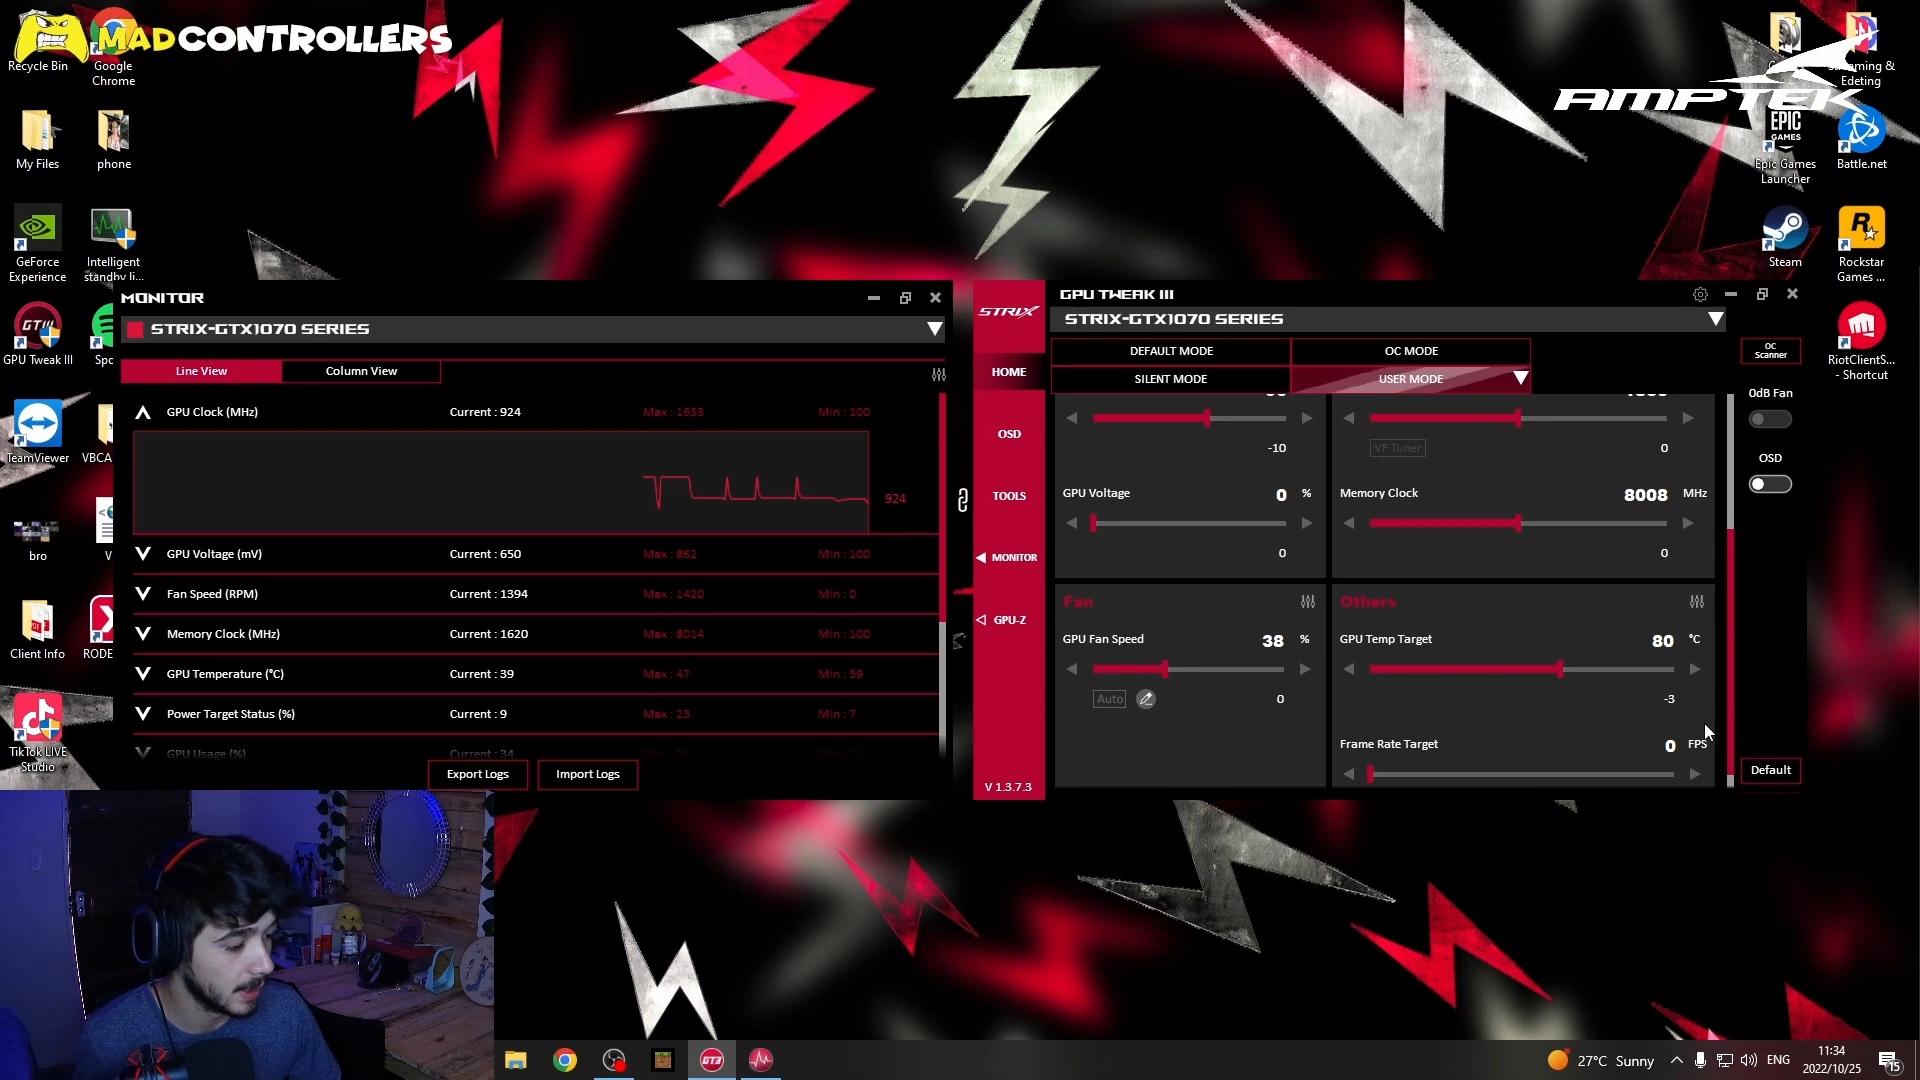 MADCONTROLLERS
AMPTEK
Recycle Bin
Google
Chrome
Streaming &
Edeting
My Files
phone
EPIC
GAMES
Epic Games
Launcher
Battle.net
GeForce
Experience
Intelligent
standby li...
Steam
Rockstar
Games ...
GPU Tweak III
Spo
RiotClientS...
- Shortcut
TeamViewer
VBCA
bro
V
Client Info
RODE
TikTok LIVE
Studio
MONITOR
STRIX-GTX1070 SERIES
Line View
Column View
GPU Clock (MHz)
Current : 924
Max : 1633
Min : 100
924
GPU Voltage (mV)
Current : 650
Max : 862
Min : 100
Fan Speed (RPM)
Current : 1394
Max : 1420
Min : 0
Memory Clock (MHz)
Current : 1620
Max : 8014
Min : 100
GPU Temperature (°C)
Current : 39
Max : 47
Min : 39
Power Target Status (%)
Current : 9
Max : 25
Min : 7
GPU Usage (%)
Current : 34
Export Logs
Import Logs
STRIX
HOME
OSD
TOOLS
MONITOR
GPU-Z
V 1.3.7.3
GPU TWEAK III
STRIX-GTX1070 SERIES
DEFAULT MODE
OC MODE
SILENT MODE
USER MODE
OC
Scanner
0dB Fan
OSD
-10
VF Tuner
0
GPU Voltage
0 %
0
Memory Clock
8008 MHz
0
Fan
GPU Fan Speed
38 %
Auto
0
Others
GPU Temp Target
80 °C
-3
Frame Rate Target
0 FPS
Default
GT3
27°C Sunny
ENG
11:34
2022/10/25
15